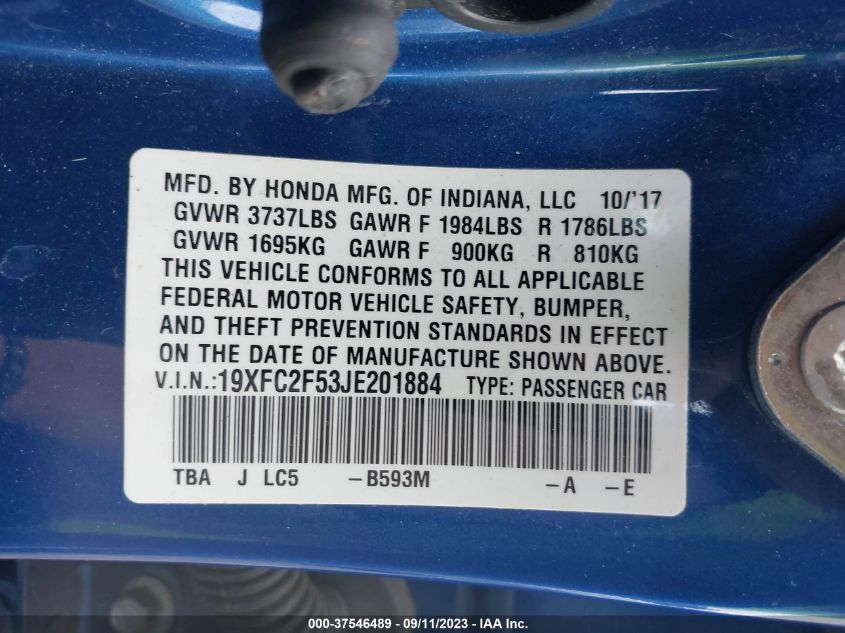 MFD. BY HONDA MFG. OF INDIANA, LLC 10/'17
GVWR 3737LBS GAWR F 1984LBS R 1786LBS
GVWR 1695KG GAWR F 900KG R 810KG
THIS VEHICLE CONFORMS TO ALL APPLICABLE
FEDERAL MOTOR VEHICLE SAFETY, BUMPER,
AND THEFT PREVENTION STANDARDS IN EFFECT
ON THE DATE OF MANUFACTURE SHOWN ABOVE.
V.I.N.:19XFC2F53JE201884 TYPE: PASSENGER CAR
TBA J LC5 -B593M -A -E
000-37546489 - 09/11/2023 - IAA Inc.